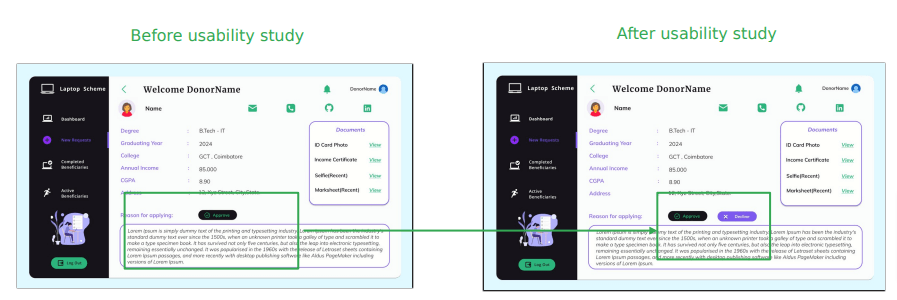 Before usability study
After usability study
Laptop Scheme
Welcome DonorName
DonorName
Name
Dashboard
New Requests
Completed
Beneficiaries
Active
Beneficiaries
Log Out
Degree : B.Tech - IT
Graduating Year : 2024
College : GCT , Coimbatore
Annual Income : 85,000
CGPA : 8.90
Address : 12, Kys Street, City, State
Documents
ID Card Photo View
Income Certificate View
Selfie(Recent) View
Marksheet(Recent) View
Reason for applying:
Approve
Lorem Ipsum is simply dummy text of the printing and typesetting industry. Lorem Ipsum has been the industry's
standard dummy text ever since the 1500s, when an unknown printer took a galley of type and scrambled it to
make a type specimen book. It has survived not only five centuries, but also the leap into electronic typesetting,
remaining essentially unchanged. It was popularised in the 1960s with the release of Letraset sheets containing
Lorem Ipsum passages, and more recently with desktop publishing software like Aldus PageMaker including
versions of Lorem Ipsum.
Laptop Scheme
Welcome DonorName
DonorName
Name
Dashboard
New Requests
Completed
Beneficiaries
Active
Beneficiaries
Log Out
Degree : B.Tech - IT
Graduating Year : 2024
College : GCT , Coimbatore
Annual Income : 85,000
CGPA : 8.90
Address : 12, Kys Street, City, State
Documents
ID Card Photo View
Income Certificate View
Selfie(Recent) View
Marksheet(Recent) View
Reason for applying:
Approve
Decline
Lorem Ipsum is simply dummy text of the printing and typesetting industry. Lorem Ipsum has been the industry's
standard dummy text ever since the 1500s, when an unknown printer took a galley of type and scrambled it to
make a type specimen book. It has survived not only five centuries, but also the leap into electronic typesetting,
remaining essentially unchanged. It was popularised in the 1960s with the release of Letraset sheets containing
Lorem Ipsum passages, and more recently with desktop publishing software like Aldus PageMaker including
versions of Lorem Ipsum.